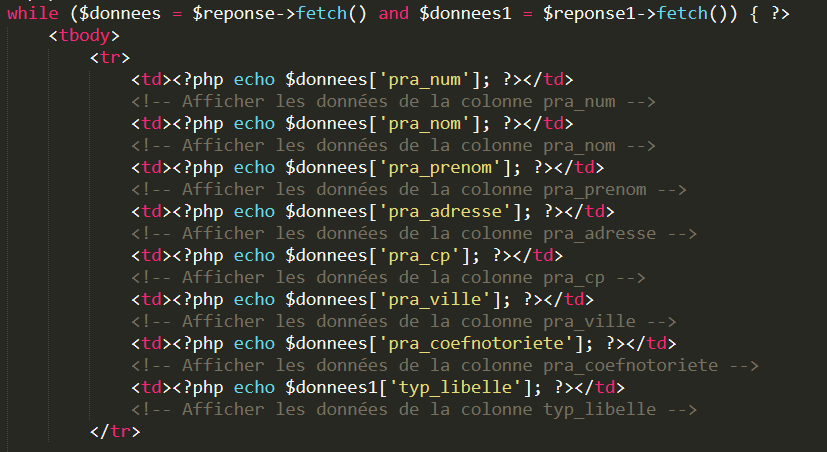 while ($donnees = $reponse->fetch() and $donnees1 = $reponse1->fetch()) { ?>
<tbody>
<tr>
<td><?php echo $donnees['pra_num']; ?></td>
<!-- Afficher les données de la colonne pra_num -->
<td><?php echo $donnees['pra_nom']; ?></td>
<!-- Afficher les données de la colonne pra_nom -->
<td><?php echo $donnees['pra_prenom']; ?></td>
<!-- Afficher les données de la colonne pra_prenom -->
<td><?php echo $donnees['pra_adresse']; ?></td>
<!-- Afficher les données de la colonne pra_adresse -->
<td><?php echo $donnees['pra_cp']; ?></td>
<!-- Afficher les données de la colonne pra_cp -->
<td><?php echo $donnees['pra_ville']; ?></td>
<!-- Afficher les données de la colonne pra_ville -->
<td><?php echo $donnees['pra_coefnotoriete']; ?></td>
<!-- Afficher les données de la colonne pra_coefnotoriete -->
<td><?php echo $donnees1['typ_libelle']; ?></td>
<!-- Afficher les données de la colonne typ_libelle -->
</tr>